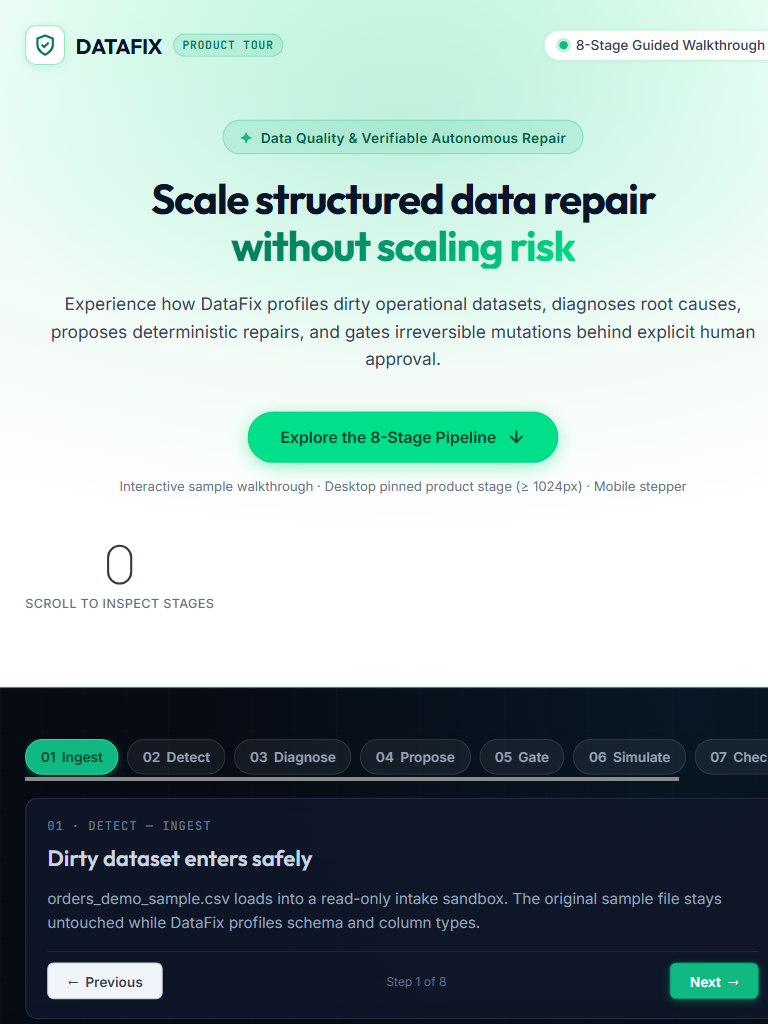 DATAFIX PRODUCT TOUR 8-Stage Guided Walkthrough
✦ Data Quality & Verifiable Autonomous Repair
Scale structured data repair
without scaling risk
Experience how DataFix profiles dirty operational datasets, diagnoses root causes,
proposes deterministic repairs, and gates irreversible mutations behind explicit human
approval.
Explore the 8-Stage Pipeline ↓
Interactive sample walkthrough · Desktop pinned product stage (≥ 1024px) · Mobile stepper
SCROLL TO INSPECT STAGES
01 Ingest 02 Detect 03 Diagnose 04 Propose 05 Gate 06 Simulate 07 Chec
01 · DETECT — INGEST
Dirty dataset enters safely
orders_demo_sample.csv loads into a read-only intake sandbox. The original sample file stays
untouched while DataFix profiles schema and column types.
← Previous Step 1 of 8 Next →